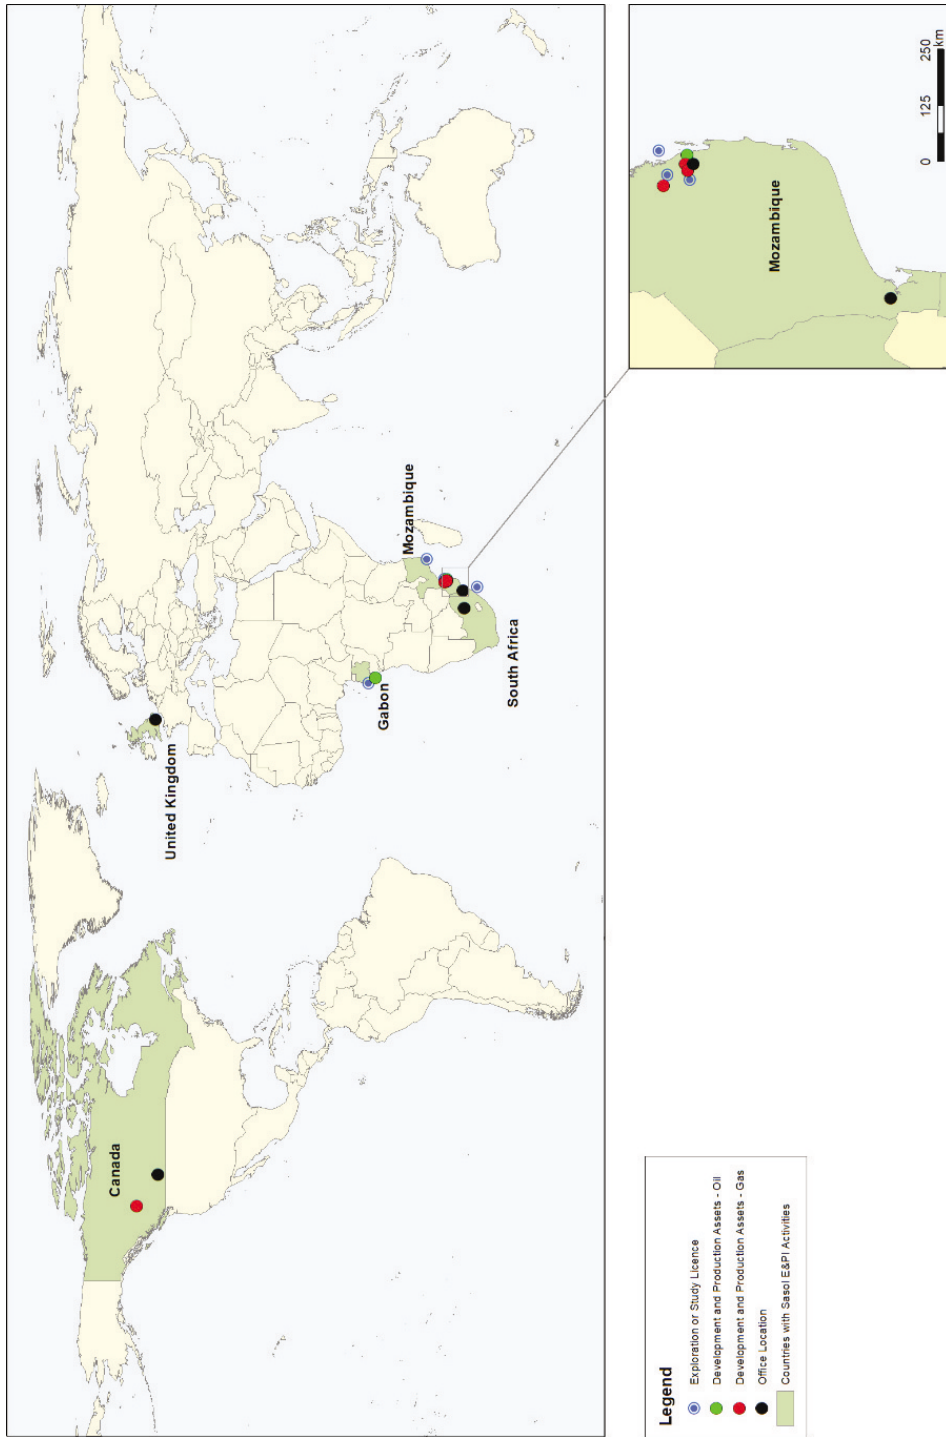 Canada
United Kingdom
Gabon
South Africa
Mozambique
Mozambique
0 125 250
km
Legend
Exploration or Study Licence
Development and Production Assets - Oil
Development and Production Assets - Gas
Office Location
Countries with Sasol E&PI Activities